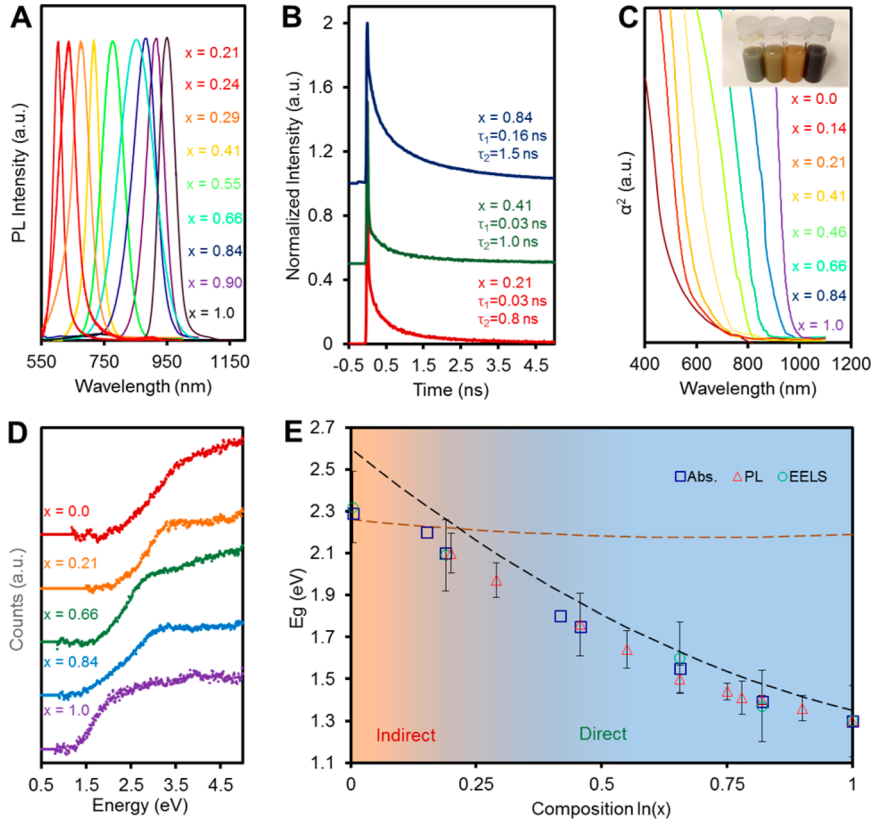 A
PL Intensity (a.u.)
x = 0.21
x = 0.24
x = 0.29
x = 0.41
x = 0.55
x = 0.66
x = 0.84
x = 0.90
x = 1.0
550 750 950 1150
Wavelength (nm)
B
Normalized Intensity (a.u.)
2
1.6
1.2
0.8
0.4
0
x = 0.84
τ1=0.16 ns
τ2=1.5 ns
x = 0.41
τ1=0.03 ns
τ2=1.0 ns
x = 0.21
τ1=0.03 ns
τ2=0.8 ns
-0.5 0.5 1.5 2.5 3.5 4.5
Time (ns)
C
α2 (a.u.)
x = 0.0
x = 0.14
x = 0.21
x = 0.41
x = 0.46
x = 0.66
x = 0.84
x = 1.0
400 600 800 1000 1200
Wavelength (nm)
D
Counts (a.u.)
x = 0.0
x = 0.21
x = 0.66
x = 0.84
x = 1.0
0.5 1.5 2.5 3.5 4.5
Energy (eV)
E
Eg (eV)
2.7
2.5
2.3
2.1
1.9
1.7
1.5
1.3
1.1
Abs. PL EELS
Indirect Direct
0 0.25 0.5 0.75 1
Composition In(x)